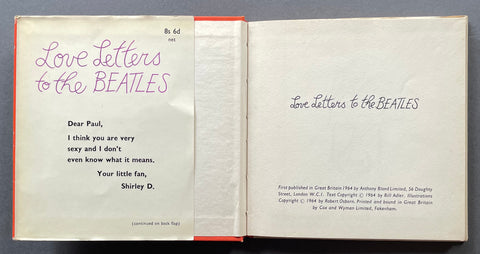 8s 6d
net
Love Letters
to the BEATLES
Dear Paul,
I think you are very
sexy and I don't
even know what it means.
Your little fan,
Shirley D.
(continued on back flap)
Love Letters to the BEATLES
First published in Great Britain 1964 by Anthony Blond Limited, 56 Doughty
Street, London W.C.1. Text Copyright © 1964 by Bill Adler. Illustrations
Copyright © 1964 by Robert Osborn. Printed and bound in Great Britain
by Cox and Wyman Limited, Fakenham.